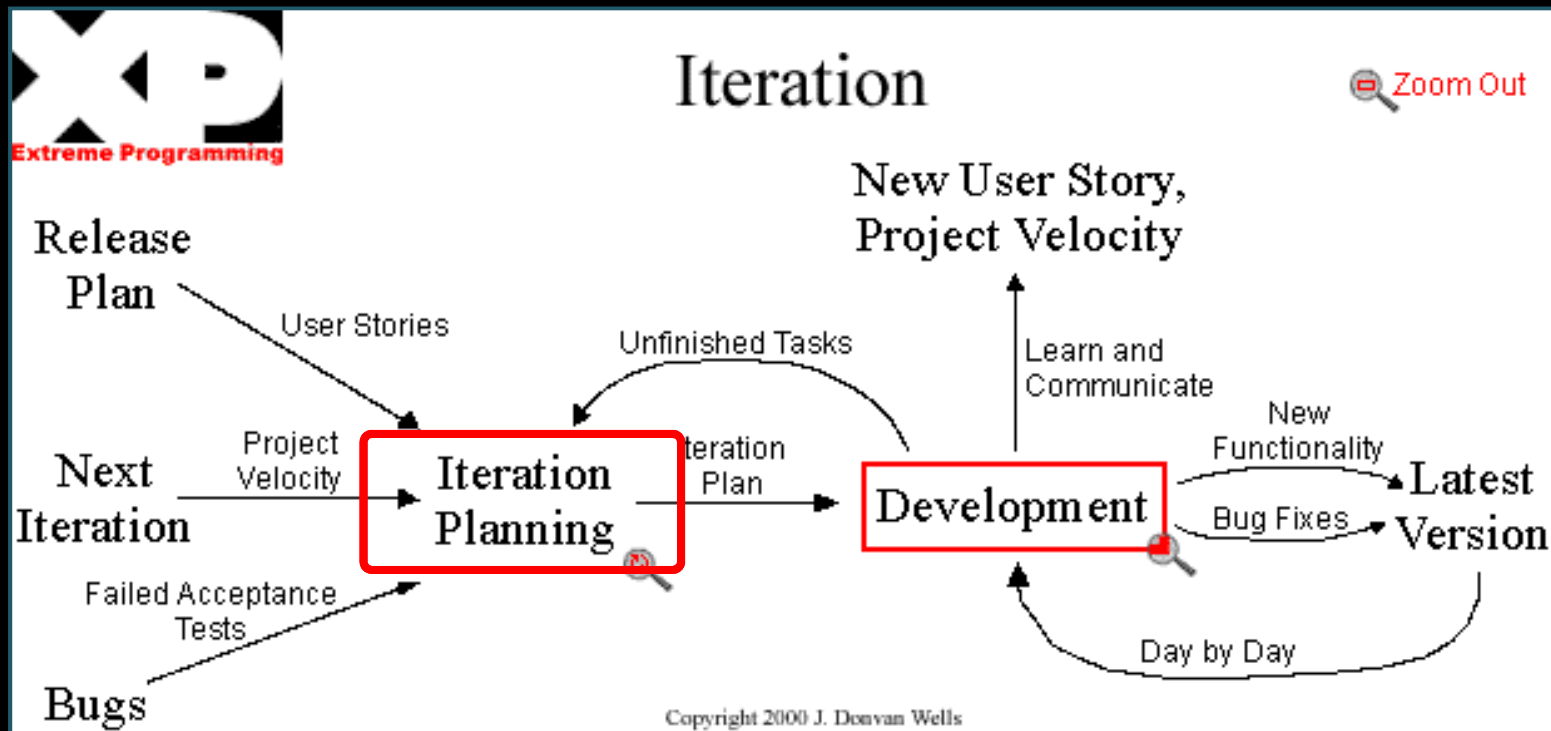 XP
Extreme Programming
Iteration
Zoom Out
New User Story,
Project Velocity
Release
Plan
User Stories
Unfinished Tasks
Learn and
Communicate
New
Functionality
Project
Velocity
Next
Iteration
Iteration
Planning
teration
Plan
Development
Bug Fixes
Latest
Version
Failed Acceptance
Tests
Day by Day
Bugs
Copyright 2000 J. Donvan Wells